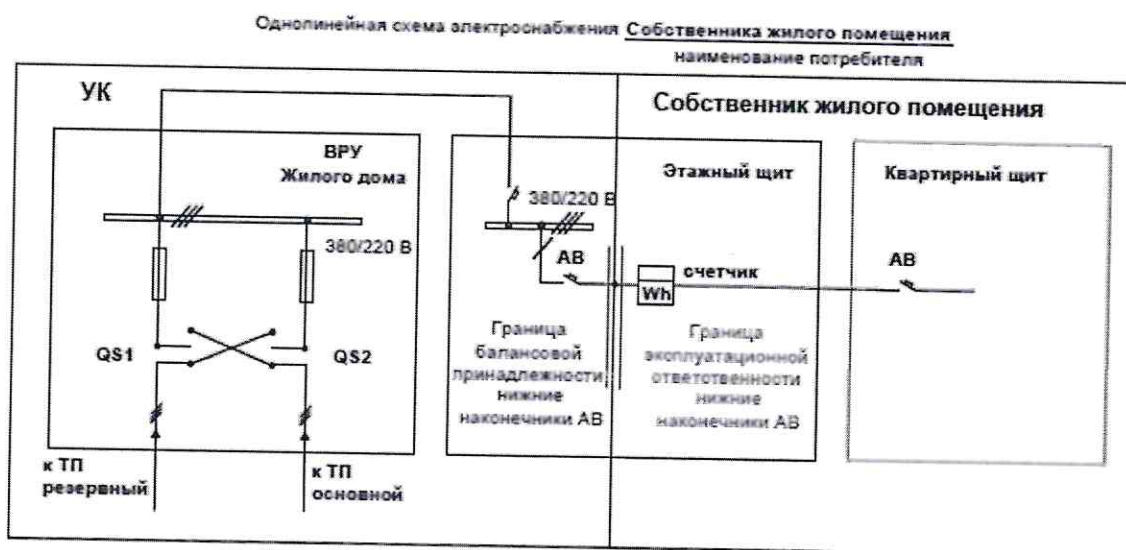 Однолинейная схема электроснабжения Собственника жилого помещения
наименование потребителя
УК
Собственник жилого помещения
ВРУ
Жилого дома
380/220 В
QS1
QS2
к ТП
резервный
к ТП
основной
Этажный щит
380/220 В
АВ
счетчик
Wh
Граница
балансовой
принадлежности
нижние
наконечники АВ
Граница
эксплуатационной
ответственности
нижние
наконечники АВ
Квартирный щит
АВ